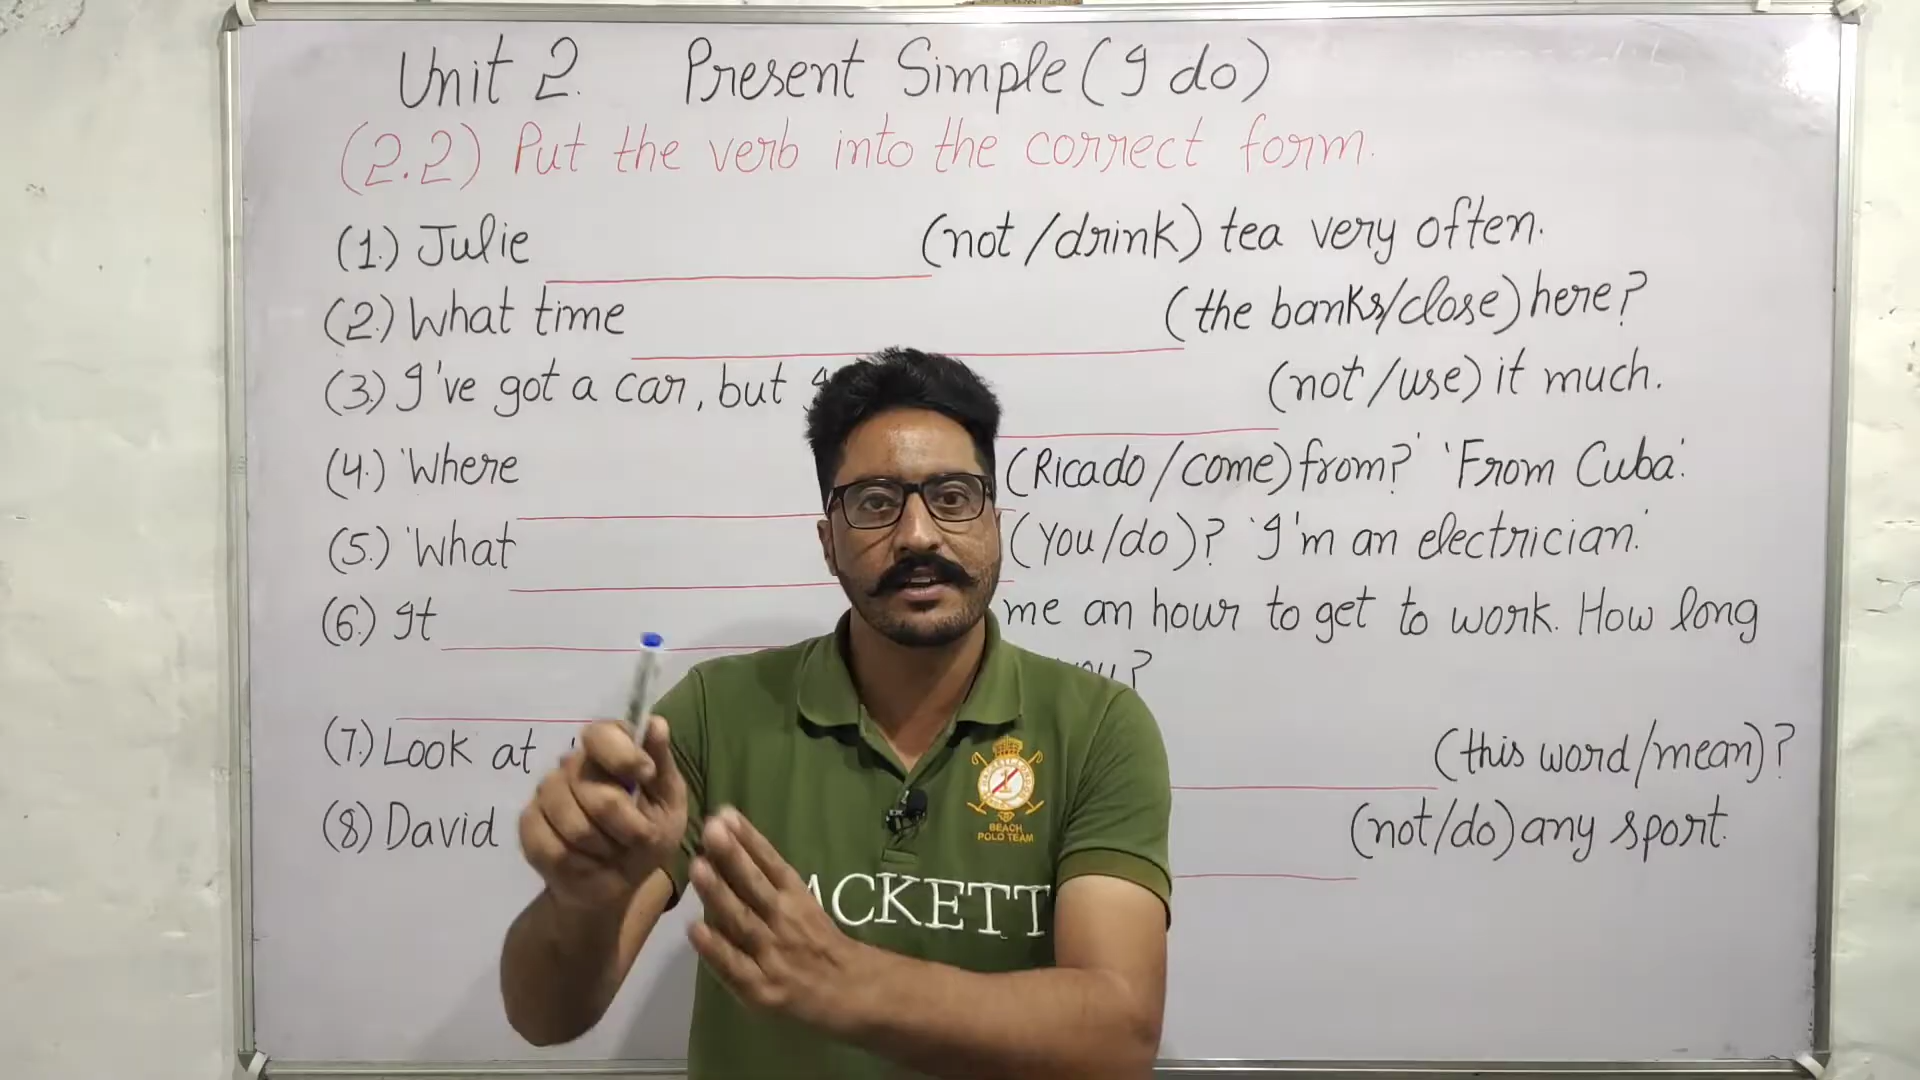 Unit 2. Present Simple (I do)
(2.2) Put the verb into the correct form.
(1.) Julie (not/drink) tea very often.
(2.) What time (the banks/close) here?
(3.) I've got a car, but (not/use) it much.
(4.) 'Where (Ricado/come) from?' 'From Cuba.'
(5.) 'What (you/do)? 'I'm an electrician.'
(6.) It me an hour to get to work. How long
(7.) Look at (this word/mean)?
(8) David (not/do) any sport.
BEACH
POLO TEAM
ACKETT